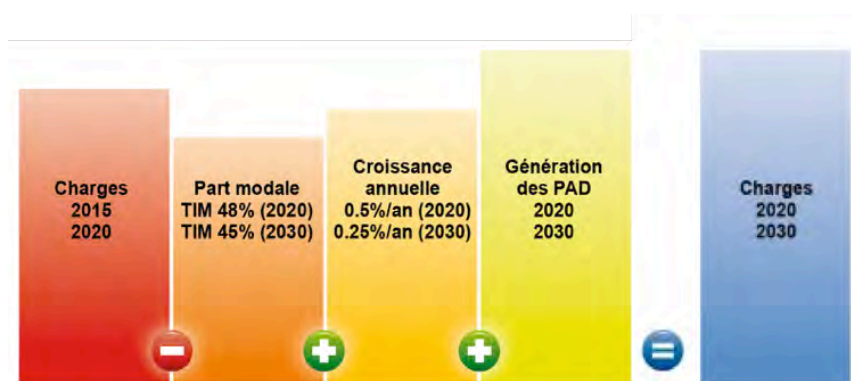 Charges
2015
2020
Part modale
TIM 48% (2020)
TIM 45% (2030)
Croissance
annuelle
0.5%/an (2020)
0.25%/an (2030)
Génération
des PAD
2020
2030
Charges
2020
2030